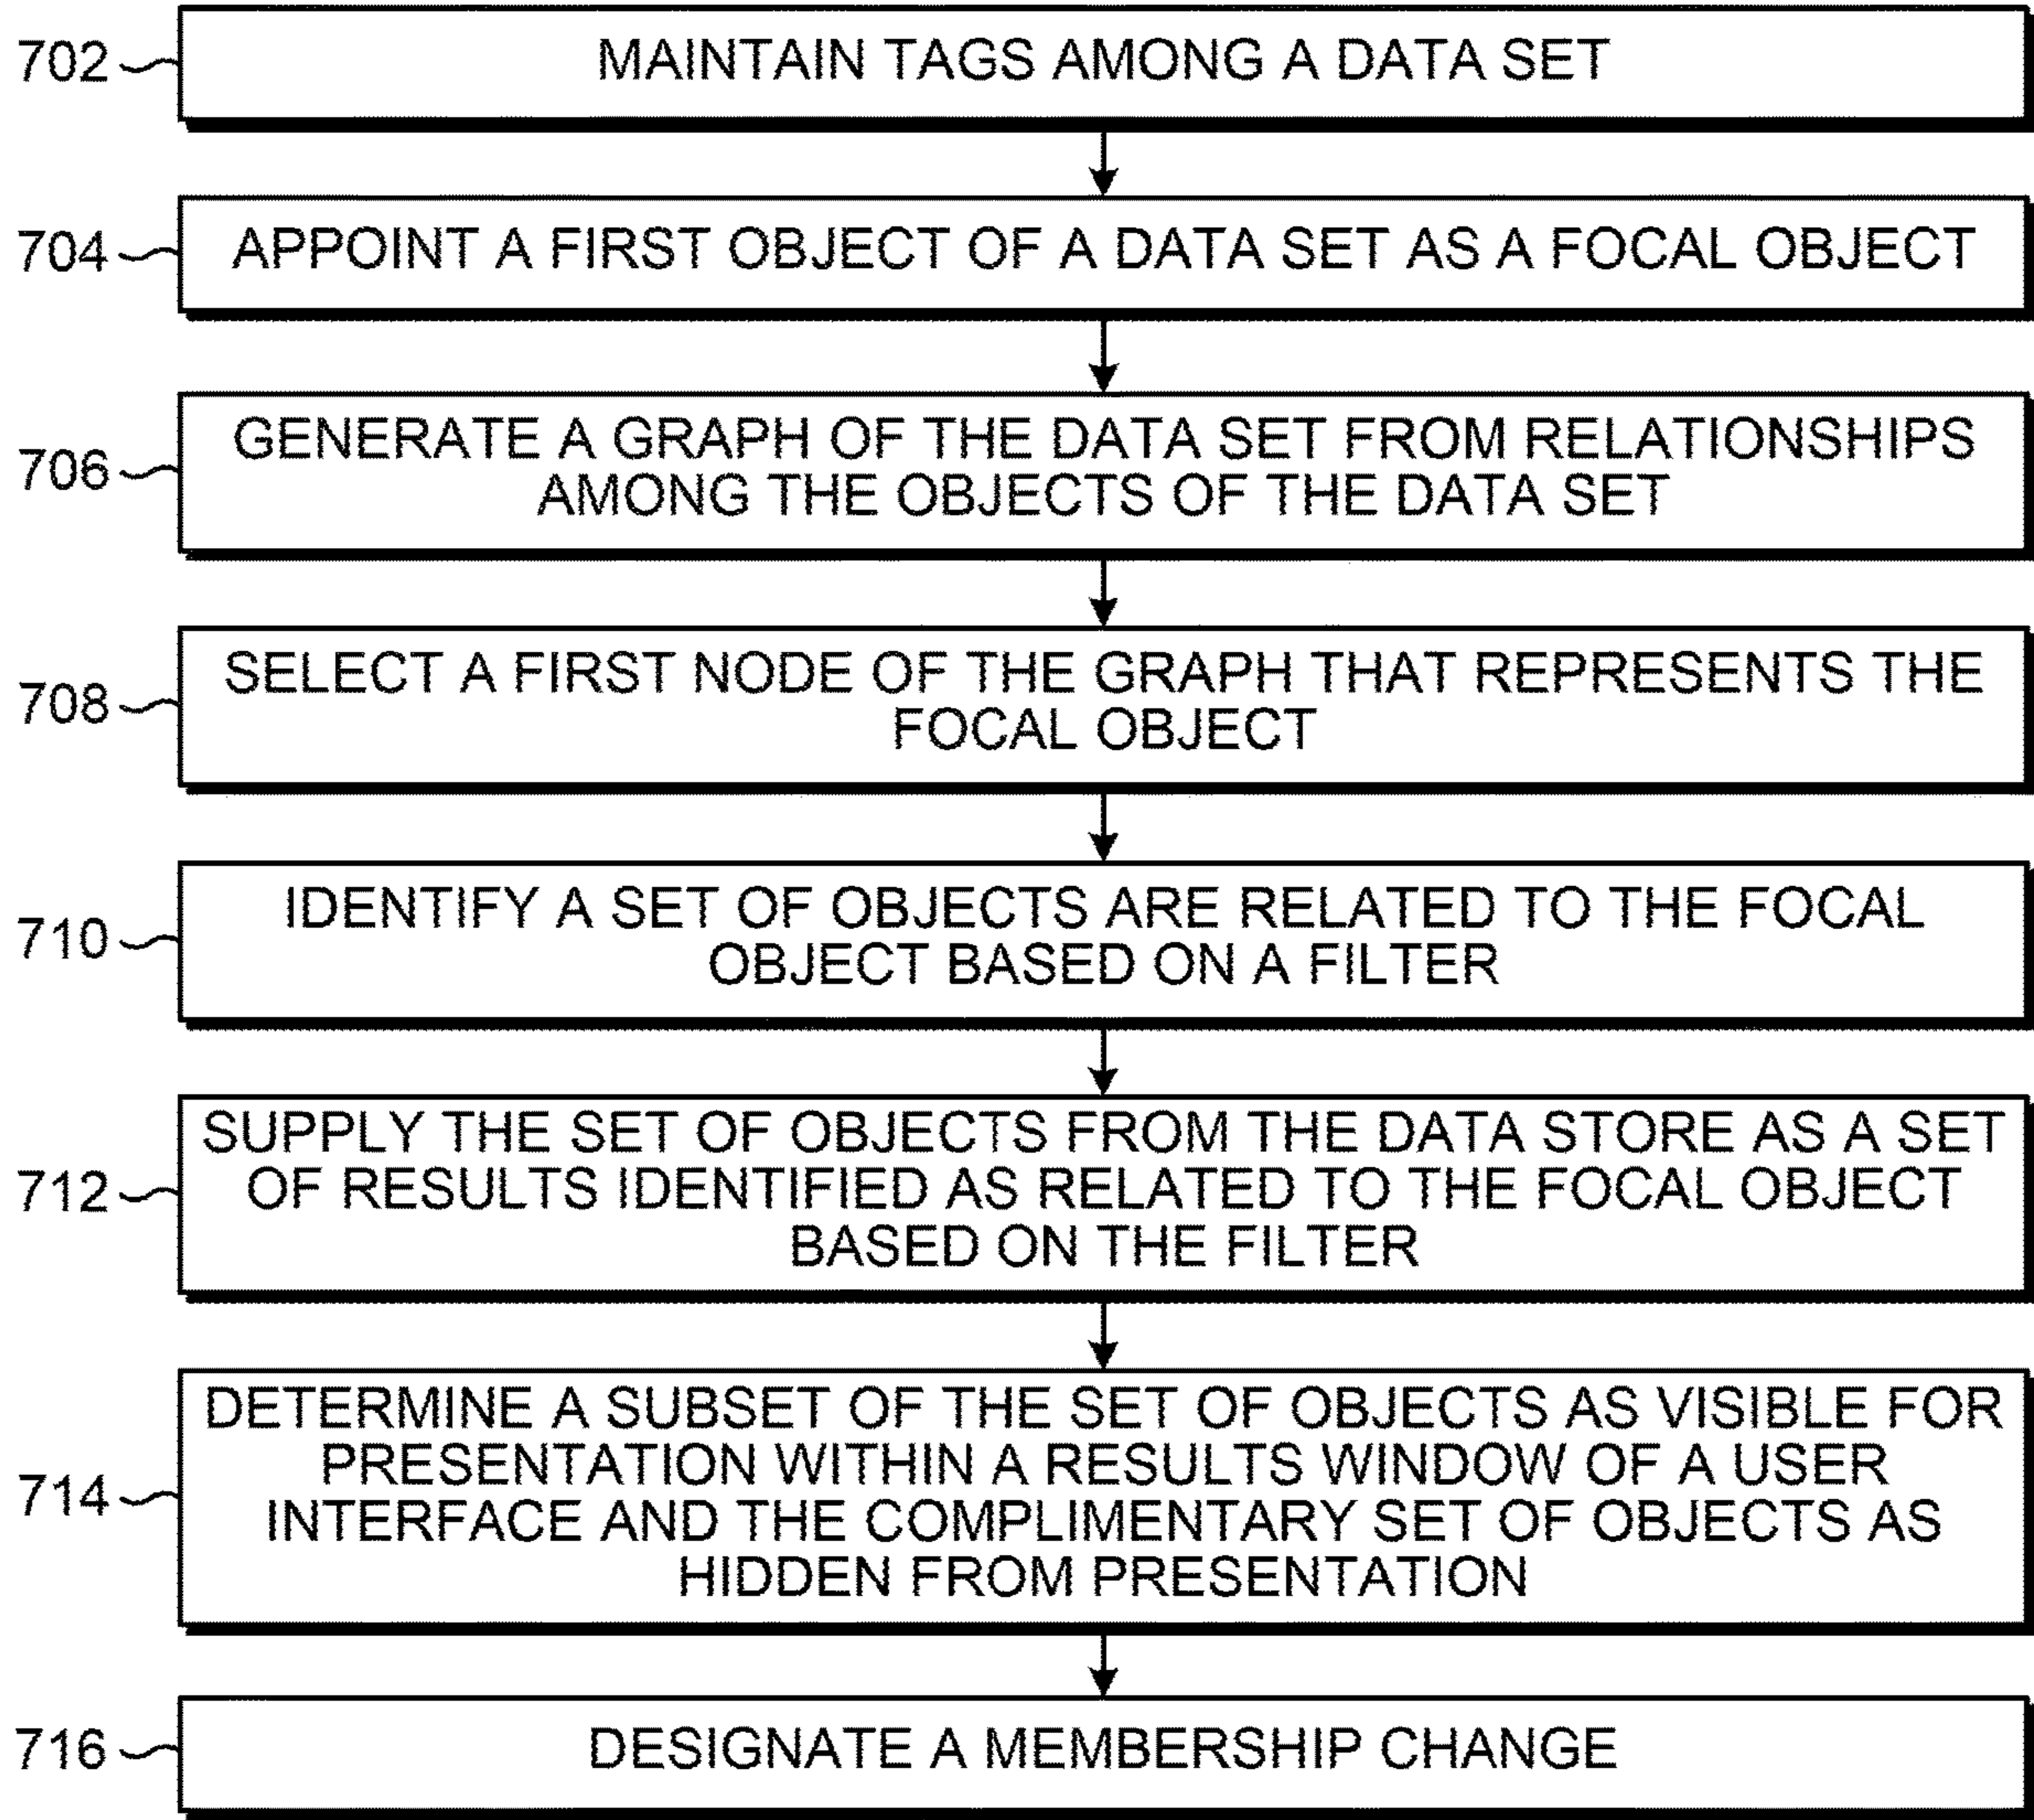 702
MAINTAIN TAGS AMONG A DATA SET
704
APPOINT A FIRST OBJECT OF A DATA SET AS A FOCAL OBJECT
706
GENERATE A GRAPH OF THE DATA SET FROM RELATIONSHIPS
AMONG THE OBJECTS OF THE DATA SET
708
SELECT A FIRST NODE OF THE GRAPH THAT REPRESENTS THE
FOCAL OBJECT
710
IDENTIFY A SET OF OBJECTS ARE RELATED TO THE FOCAL
OBJECT BASED ON A FILTER
712
SUPPLY THE SET OF OBJECTS FROM THE DATA STORE AS A SET
OF RESULTS IDENTIFIED AS RELATED TO THE FOCAL OBJECT
BASED ON THE FILTER
714
DETERMINE A SUBSET OF THE SET OF OBJECTS AS VISIBLE FOR
PRESENTATION WITHIN A RESULTS WINDOW OF A USER
INTERFACE AND THE COMPLIMENTARY SET OF OBJECTS AS
HIDDEN FROM PRESENTATION
716
DESIGNATE A MEMBERSHIP CHANGE